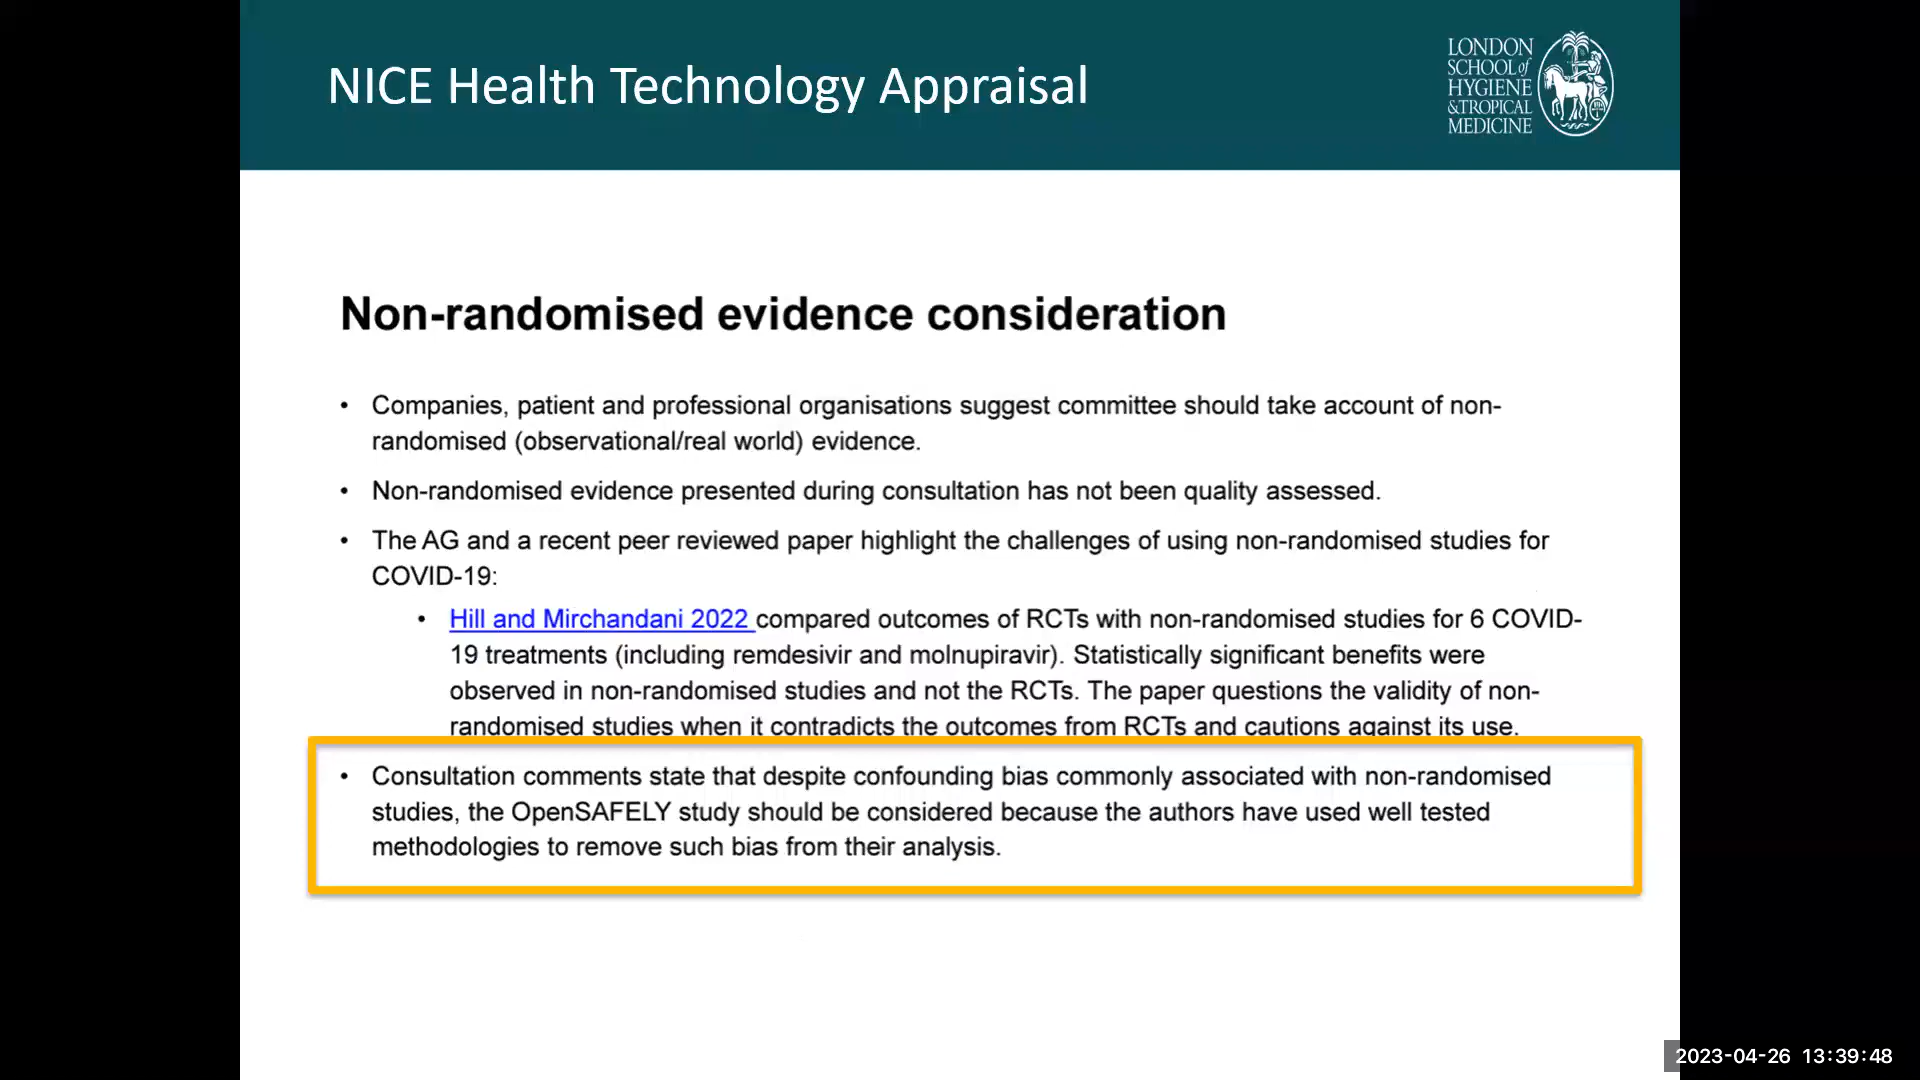 NICE Health Technology Appraisal
LONDON
SCHOOL of
HYGIENE
& TROPICAL
MEDICINE
Non-randomised evidence consideration
• Companies, patient and professional organisations suggest committee should take account of non-
randomised (observational/real world) evidence.
• Non-randomised evidence presented during consultation has not been quality assessed.
• The AG and a recent peer reviewed paper highlight the challenges of using non-randomised studies for
COVID-19:
• Hill and Mirchandani 2022 compared outcomes of RCTs with non-randomised studies for 6 COVID-
19 treatments (including remdesivir and molnupiravir). Statistically significant benefits were
observed in non-randomised studies and not the RCTs. The paper questions the validity of non-
randomised studies when it contradicts the outcomes from RCTs and cautions against its use.
• Consultation comments state that despite confounding bias commonly associated with non-randomised
studies, the OpenSAFELY study should be considered because the authors have used well tested
methodologies to remove such bias from their analysis.
2023-04-26 13:39:48